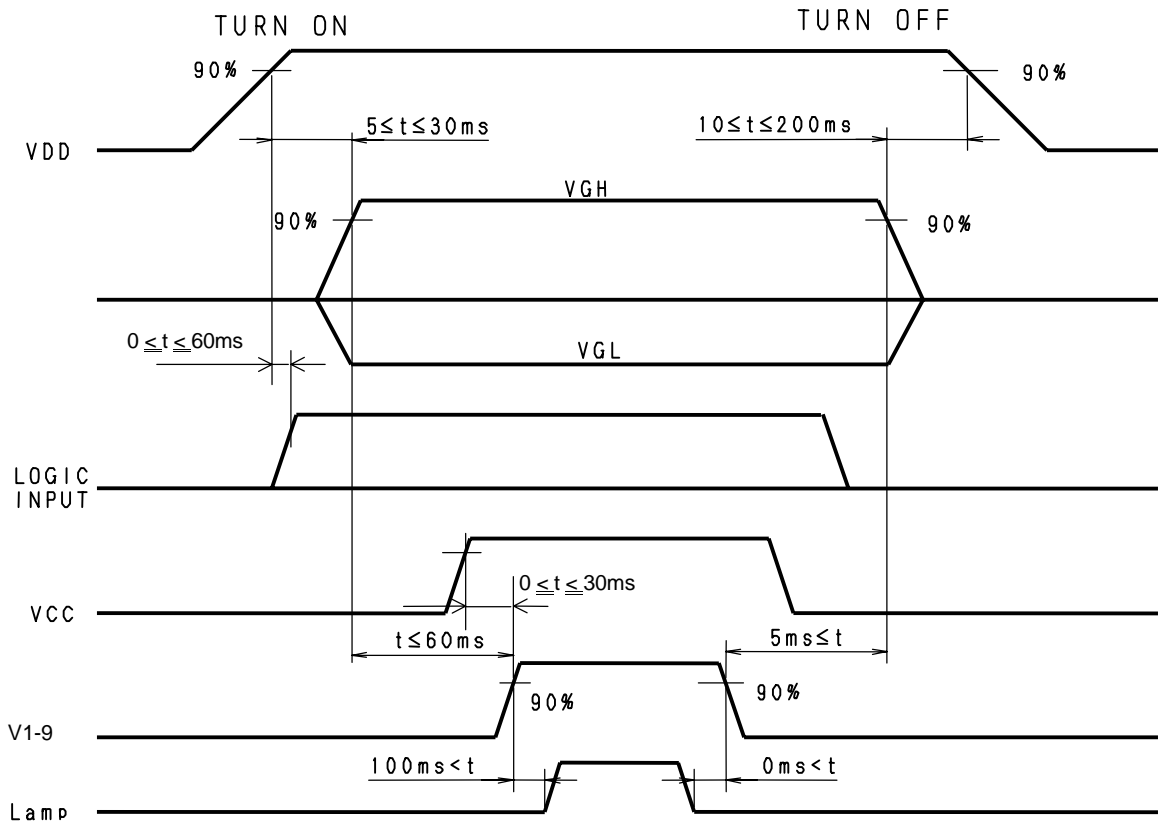 TURN ON
TURN OFF
90%
90%
5≤t≤30ms
10≤t≤200ms
VDD
VGH
90%
90%
0≤t≤60ms
VGL
LOGIC
INPUT
0≤t≤30ms
VCC
t≤60ms
5ms≤t
90%
90%
V1-9
100ms<t
0ms<t
Lamp